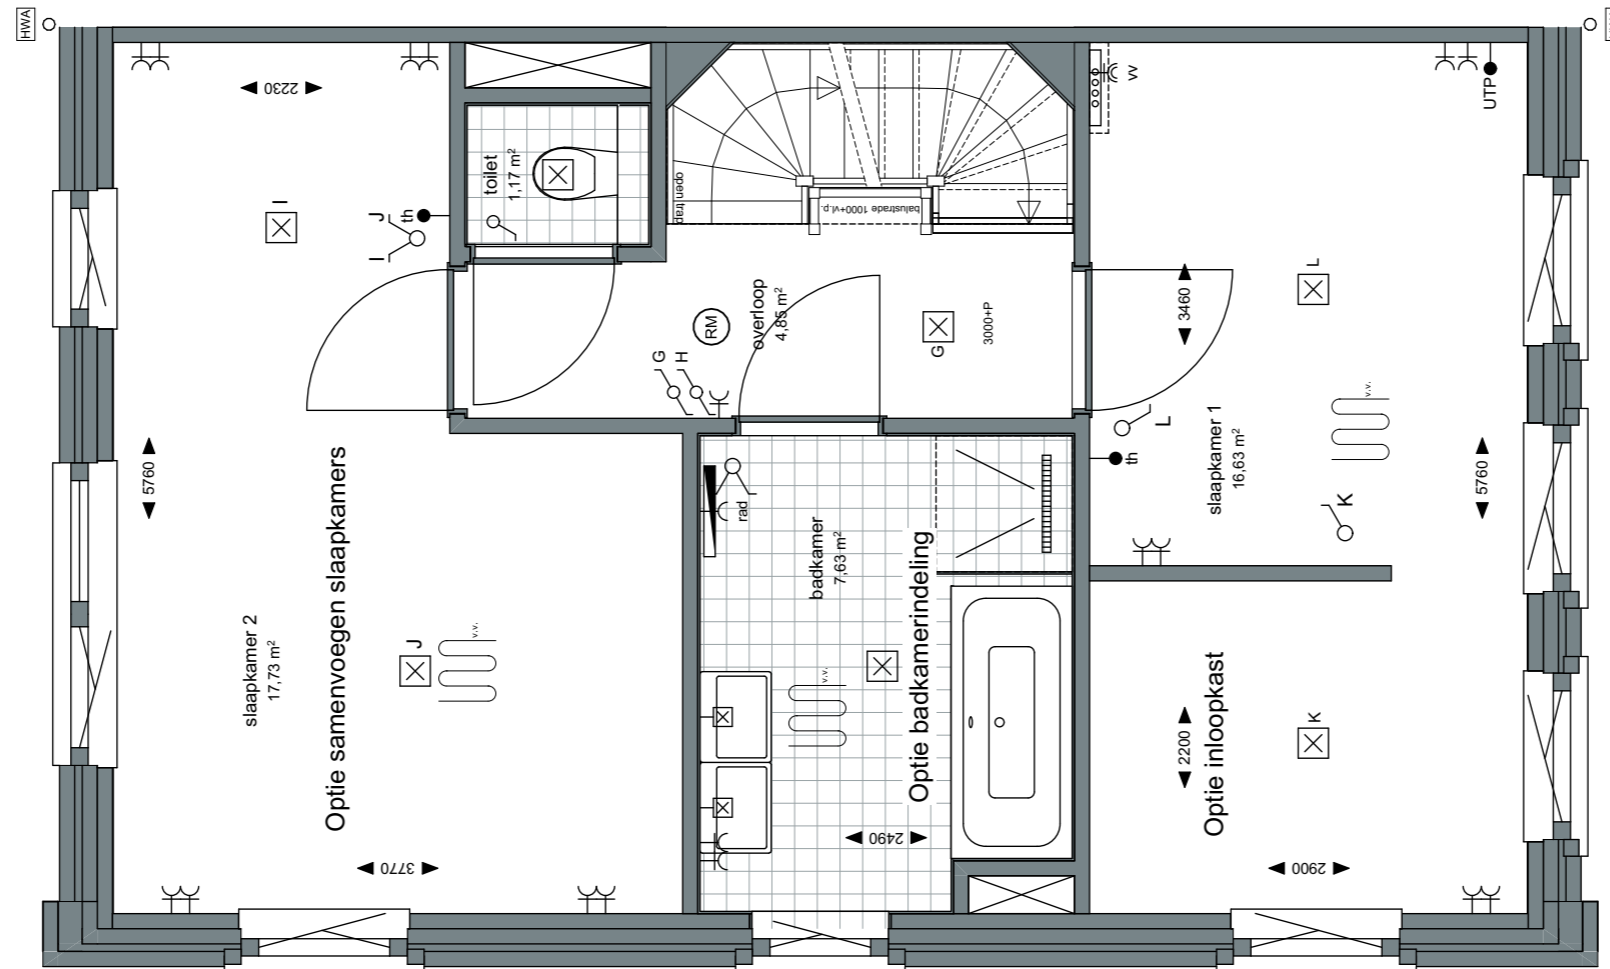 HWA
2230
I
J
I
th
toilet
1,17 m²
open trap
balustrade 1000+vl.p.
vv
UTP
L
RM
overloop
4,85 m²
G
3000+P
3460
G
H
5760
L
th
slaapkamer 1
16,63 m²
v.v.
K
5760
slaapkamer 2
17,73 m²
Optie samenvoegen slaapkamers
J
v.v.
rad
badkamer
7,63 m²
v.v.
Optie badkamerindeling
2490
2200
Optie inloopkast
K
3770
2900